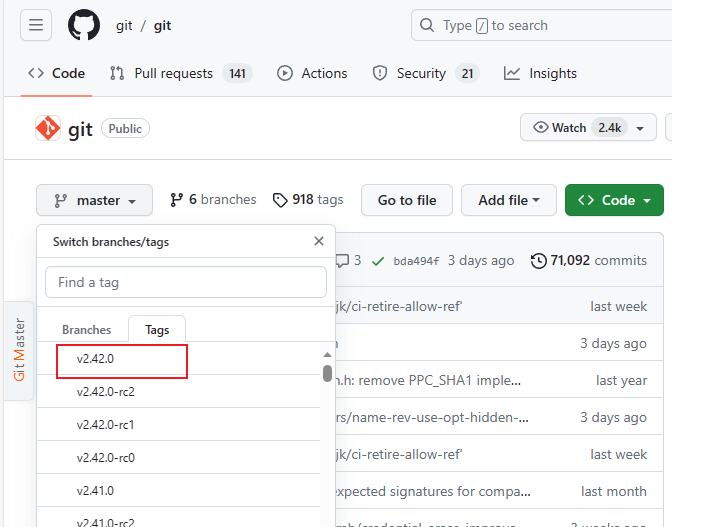 git / git
Type / to search
Code Pull requests 141 Actions Security 21 Insights
git Public Watch 2.4k
master 6 branches 918 tags Go to file Add file Code
Switch branches/tags
3 bda494f 3 days ago 71,092 commits
Find a tag
jk/ci-retire-allow-ref' last week
Branches Tags 3 days ago
v2.42.0
n.h: remove PPC_SHA1 imple... last year
v2.42.0-rc2
rs/name-rev-use-opt-hidden-... 3 days ago
v2.42.0-rc1
v2.42.0-rc0
jk/ci-retire-allow-ref' last week
v2.41.0
expected signatures for compa... last month
v2.41.0-rc2
Git Master